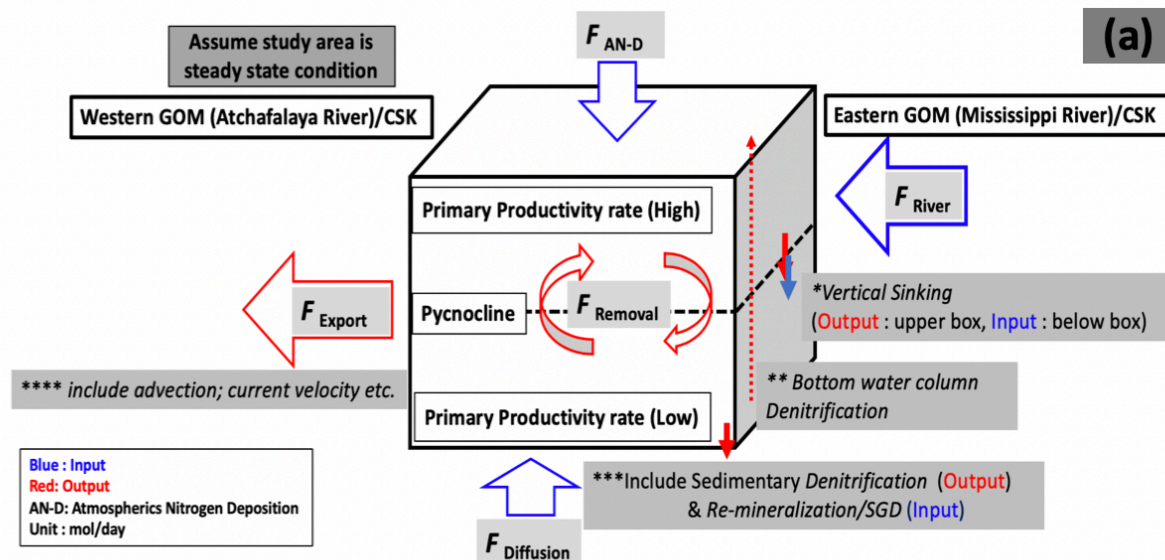 (a)
Assume study area is
steady state condition
F AN-D
Western GOM (Atchafalaya River)/CSK
Eastern GOM (Mississippi River)/CSK
Primary Productivity rate (High)
F River
F Export
Pycnocline
F Removal
*Vertical Sinking
(Output : upper box, Input : below box)
**** include advection; current velocity etc.
** Bottom water column
Denitrification
Primary Productivity rate (Low)
Blue : Input
Red: Output
AN-D: Atmospherics Nitrogen Deposition
Unit : mol/day
***Include Sedimentary Denitrification (Output)
& Re-mineralization/SGD (Input)
F Diffusion